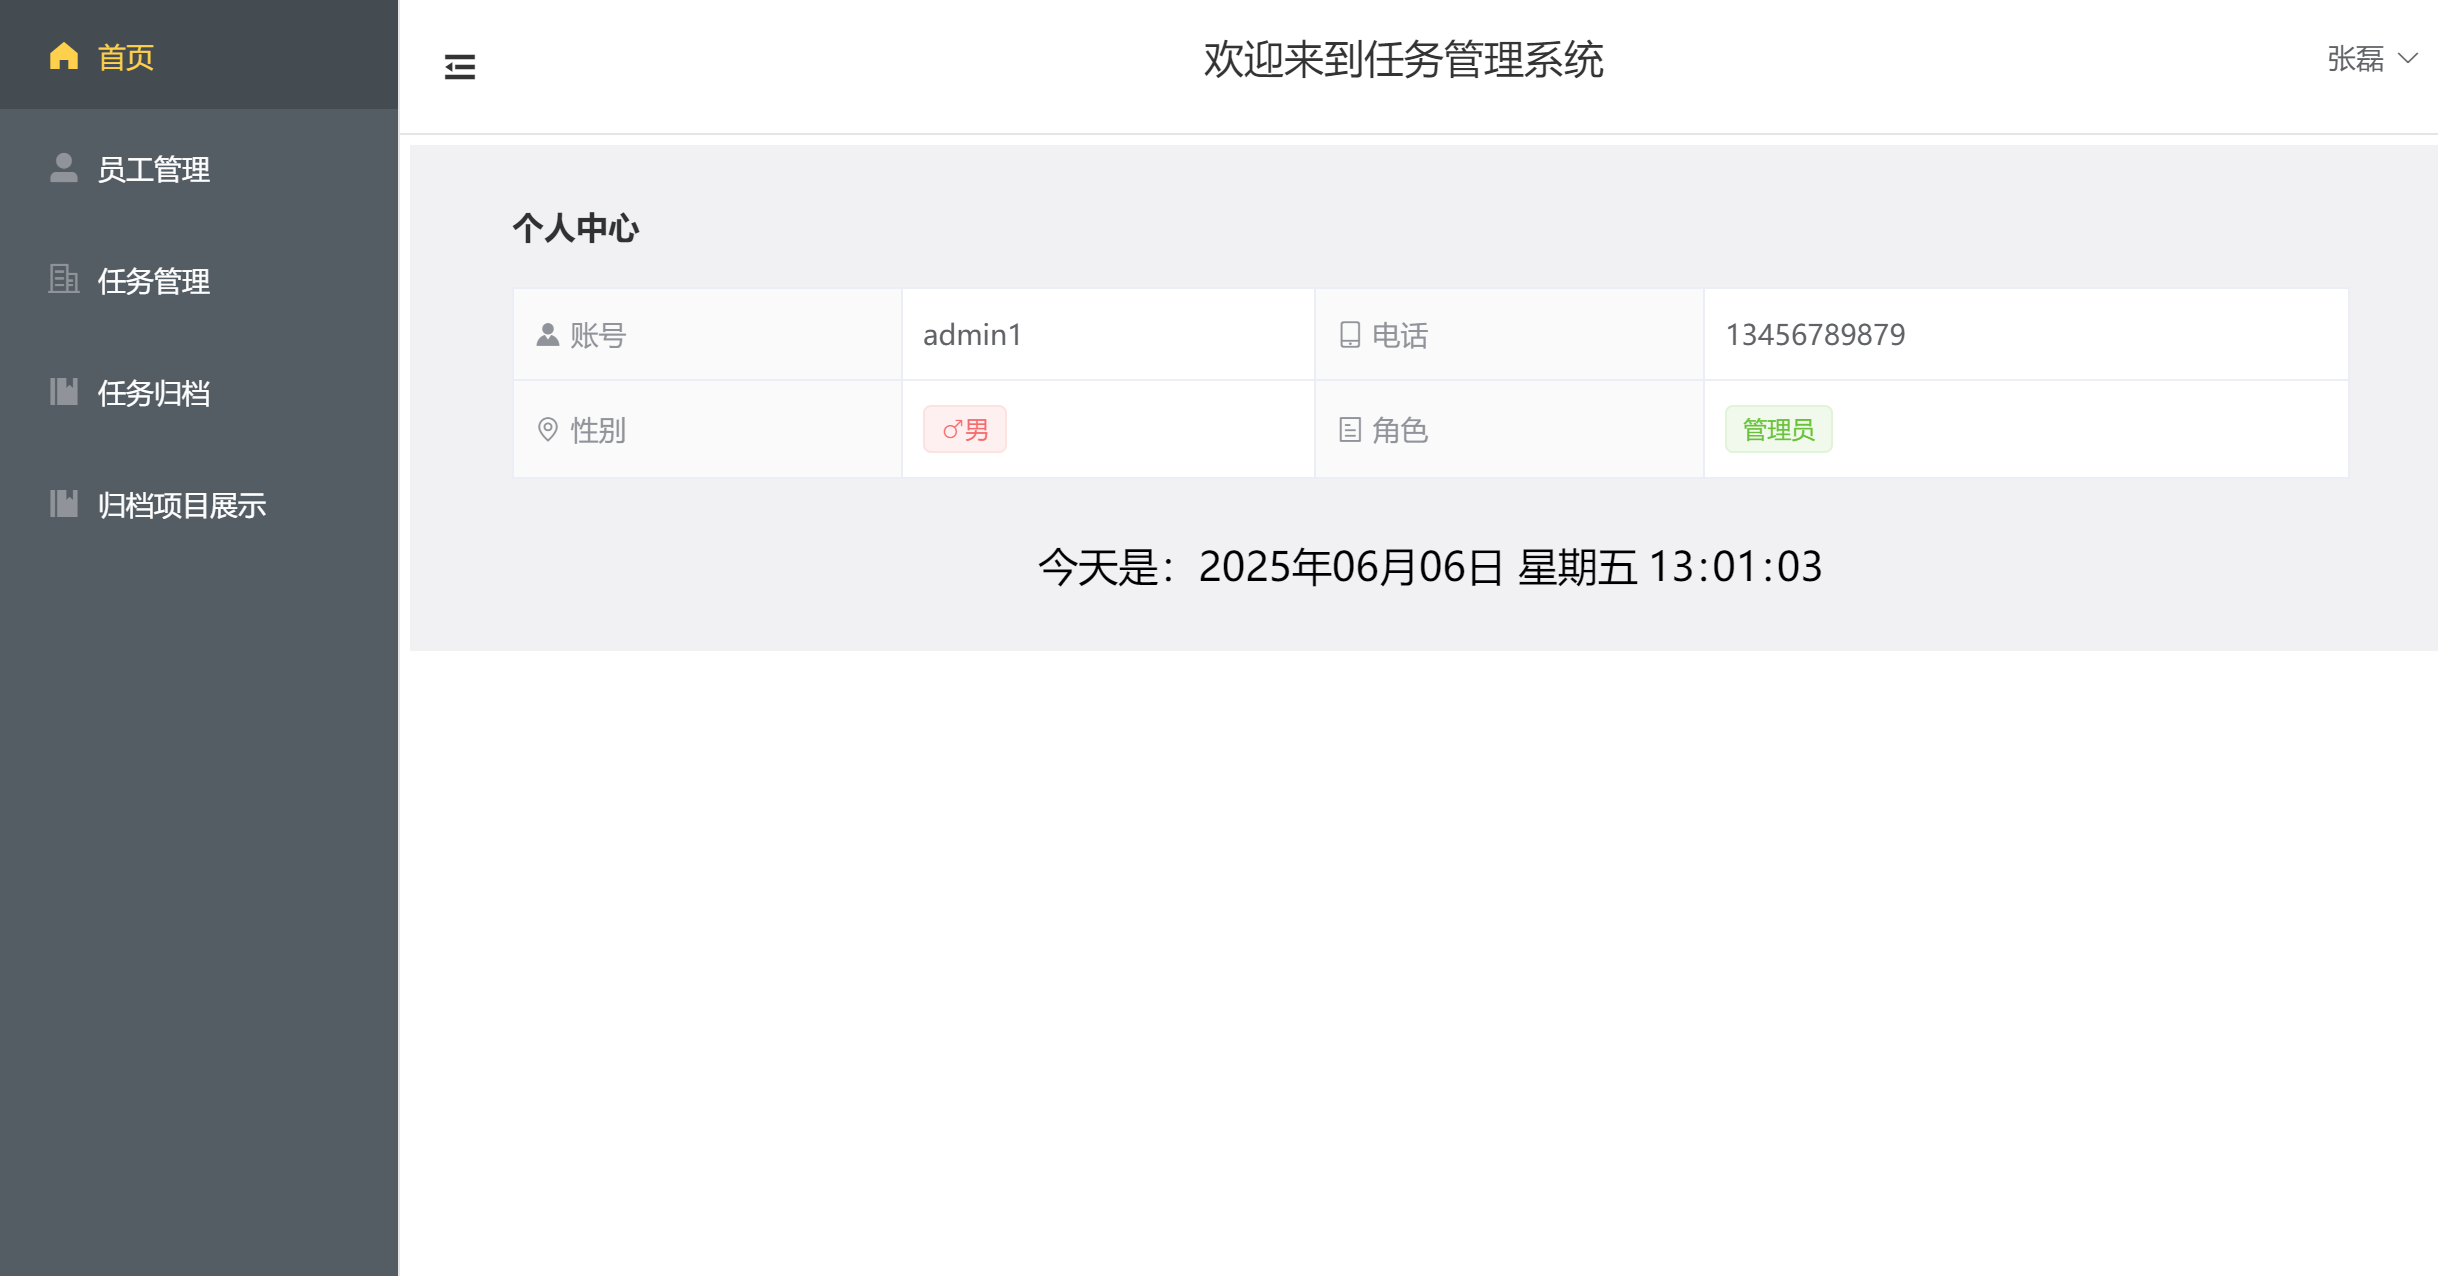 首页
员工管理
任务管理
任务归档
归档项目展示
欢迎来到任务管理系统
张磊
个人中心
账号 admin1 电话 13456789879
性别 ♂男 角色 管理员
今天是：2025年06月06日 星期五 13:01:03